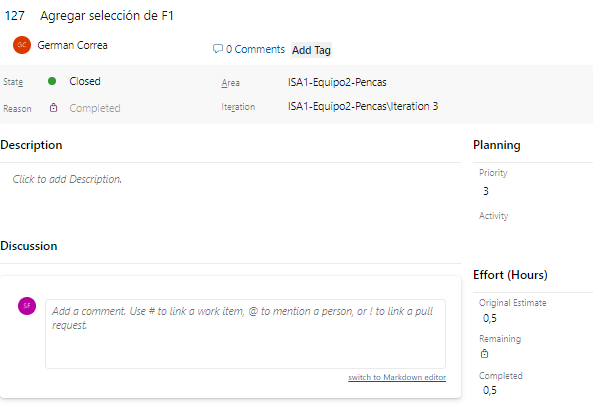 127 Agregar selección de F1
GC German Correa
0 Comments Add Tag
State Closed
Area ISA1-Equipo2-Pencas
Reason Completed
Iteration ISA1-Equipo2-Pencas\Iteration 3
Description
Click to add Description.
Planning
Priority
3
Activity
Discussion
SF
Add a comment. Use # to link a work item, @ to mention a person, or ! to link a pull
request.
switch to Markdown editor
Effort (Hours)
Original Estimate
0,5
Remaining
Completed
0,5